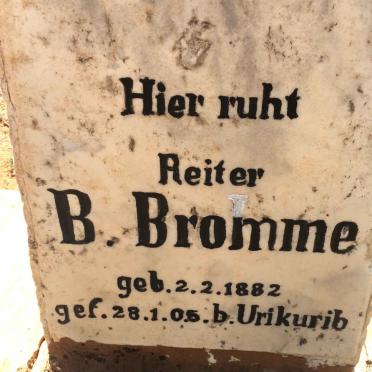 Hier ruht
Reiter
B. Bromme
geb. 2.2.1882
gef. 28.1.05. b. Urikurib